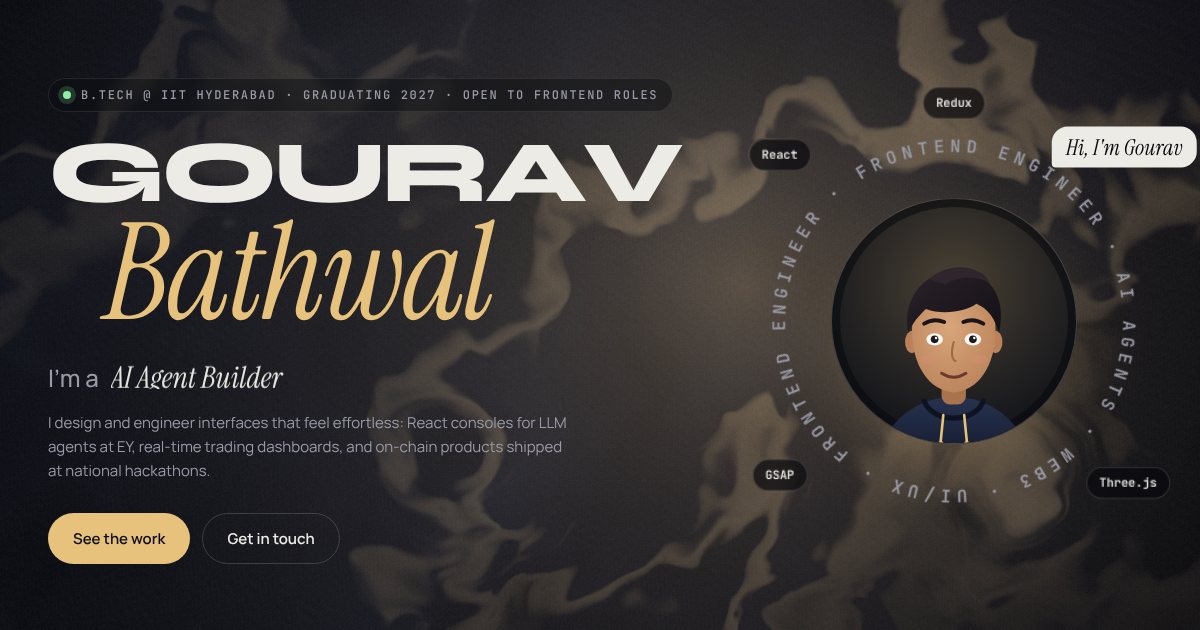 B.TECH @ IIT HYDERABAD · GRADUATING 2027 · OPEN TO FRONTEND ROLES
GOURAV
Bathwal
I'm a AI Agent Builder
I design and engineer interfaces that feel effortless: React consoles for LLM
agents at EY, real-time trading dashboards, and on-chain products shipped
at national hackathons.
See the work
Get in touch
Redux
React
Hi, I'm Gourav
FRONTEND ENGINEER · AI AGENTS · WEB3 · UI/UX · FRONTEND ENGINEER ·
GSAP
Three.js